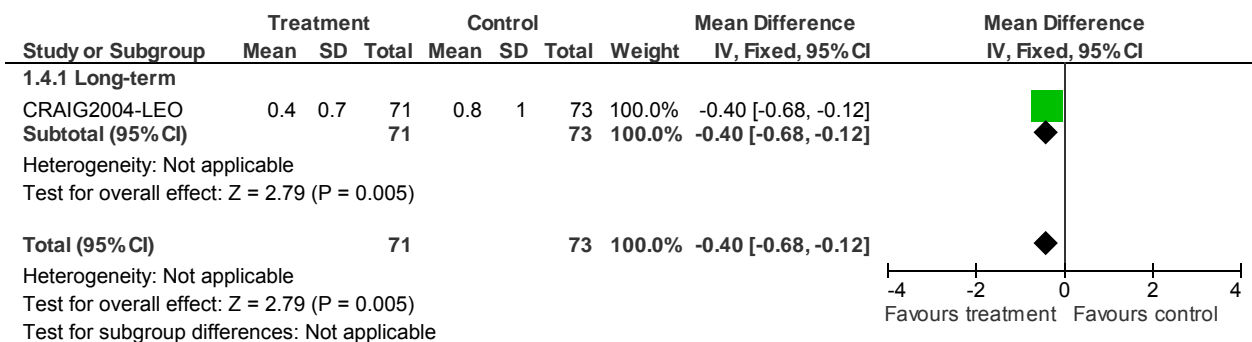 Treatment Control Mean Difference Mean Difference
Study or Subgroup Mean SD Total Mean SD Total Weight IV, Fixed, 95% CI IV, Fixed, 95% CI
1.4.1 Long-term
CRAIG2004-LEO 0.4 0.7 71 0.8 1 73 100.0% -0.40 [-0.68, -0.12]
Subtotal (95% CI) 71 73 100.0% -0.40 [-0.68, -0.12]
Heterogeneity: Not applicable
Test for overall effect: Z = 2.79 (P = 0.005)
Total (95% CI) 71 73 100.0% -0.40 [-0.68, -0.12]
Heterogeneity: Not applicable
Test for overall effect: Z = 2.79 (P = 0.005)
Test for subgroup differences: Not applicable
-4 -2 0 2 4
Favours treatment Favours control